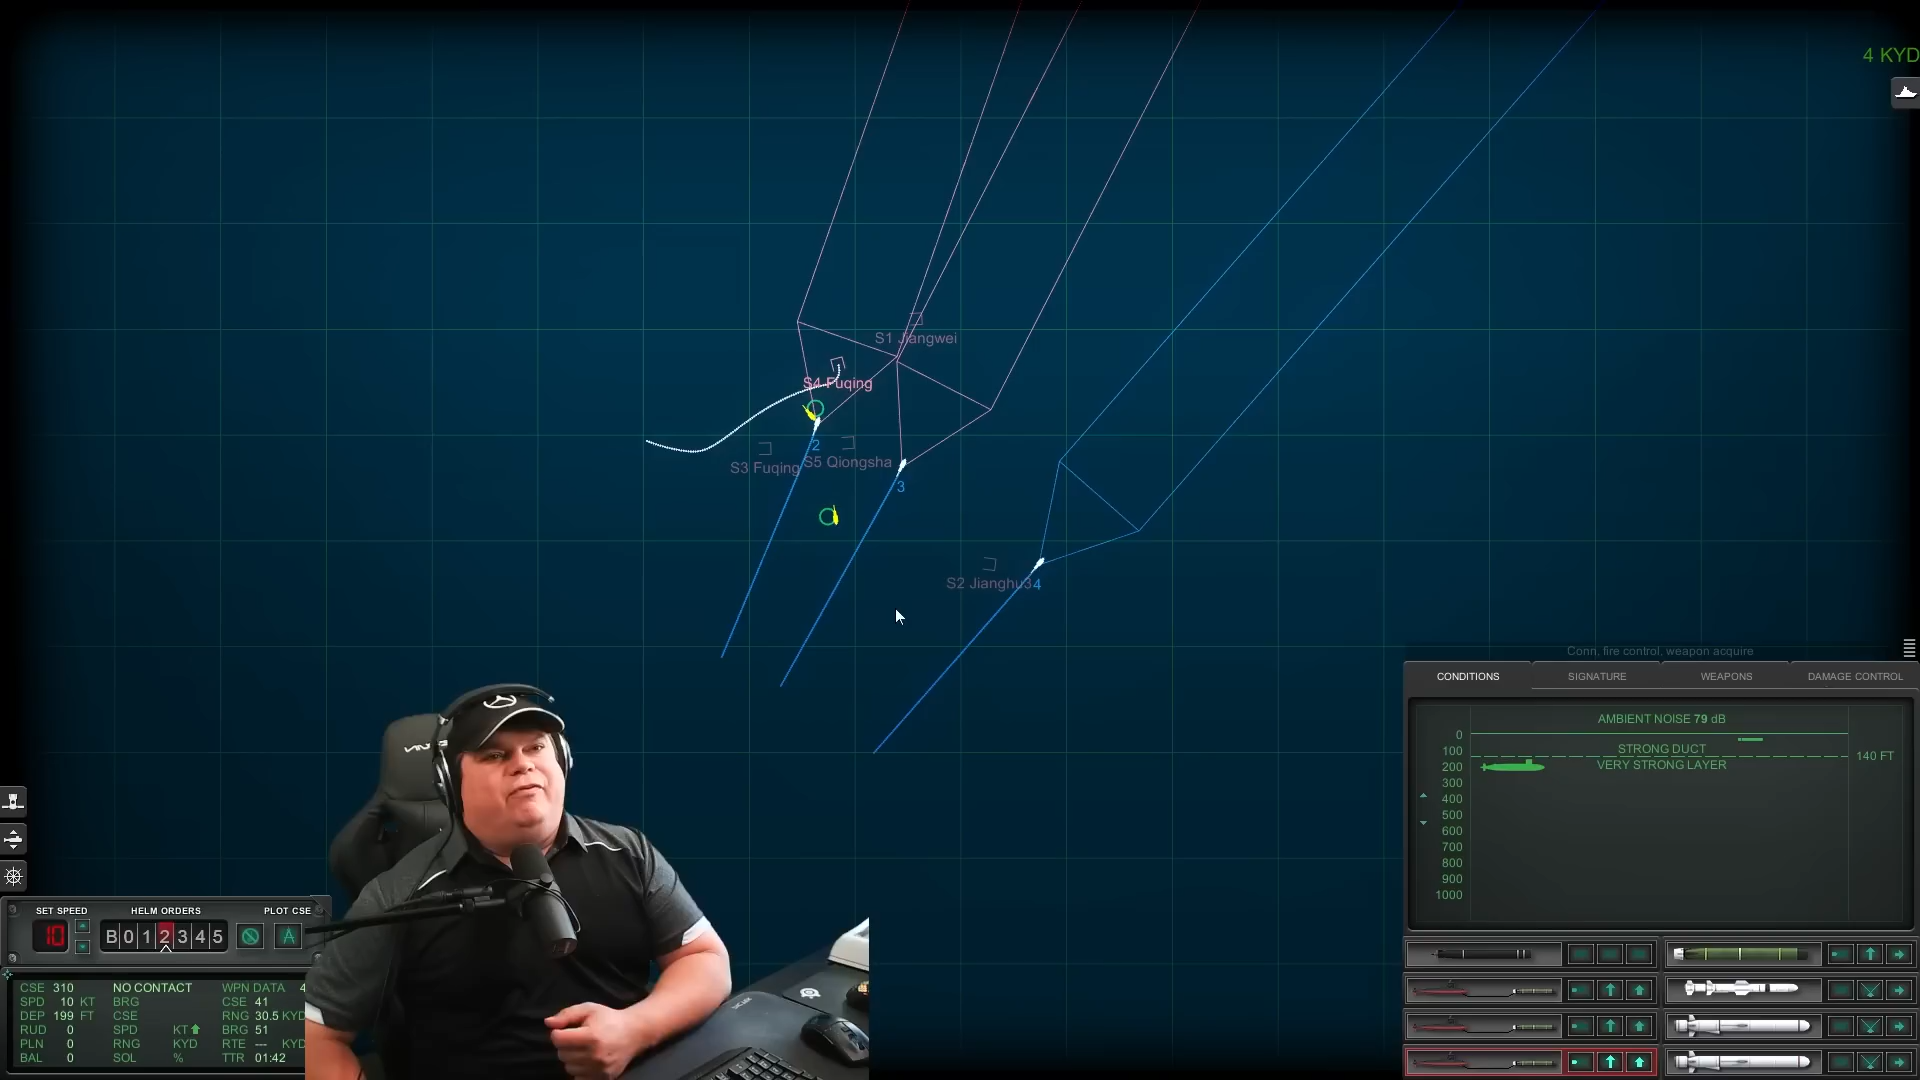 4 KYD
S1 Jiangwei
S4 Fuqing
2
S3 Fuqing
S5 Qiongsha
3
S2 Jianghu3
4
Conn, fire control, weapon acquire
CONDITIONS SIGNATURE WEAPONS DAMAGE CONTROL
AMBIENT NOISE 79 dB
0
100 STRONG DUCT
140 FT
200 VERY STRONG LAYER
300
400
500
600
700
800
900
1000
SET SPEED HELM ORDERS PLOT CSE
10 B 0 1 2 3 4 5
CSE 310 NO CONTACT WPN DATA 4
SPD 10 KT BRG CSE 41
DEP 199 FT CSE RNG 30.5 KYD
RUD 0 SPD KT BRG 51
PLN 0 RNG KYD RTE --- KYD
BAL 0 SOL % TTR 01:42